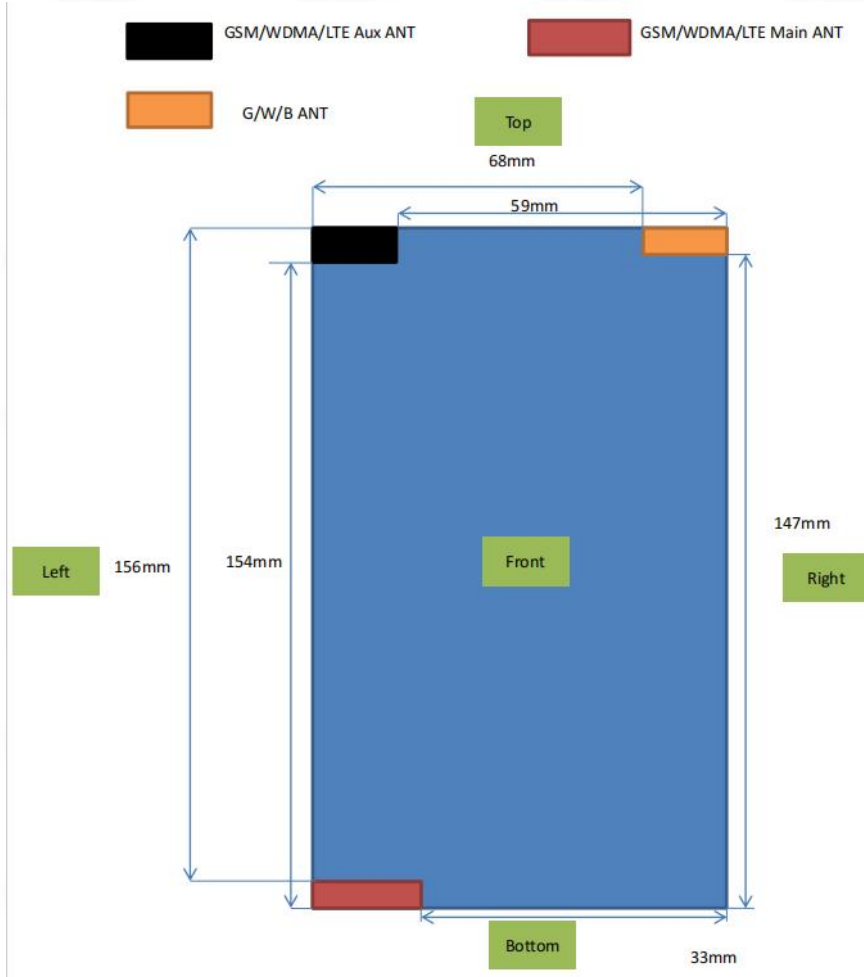 GSM/WDMA/LTE Aux ANT
GSM/WDMA/LTE Main ANT
G/W/B ANT
Top
68mm
59mm
147mm
Left
156mm
154mm
Front
Right
Bottom
33mm